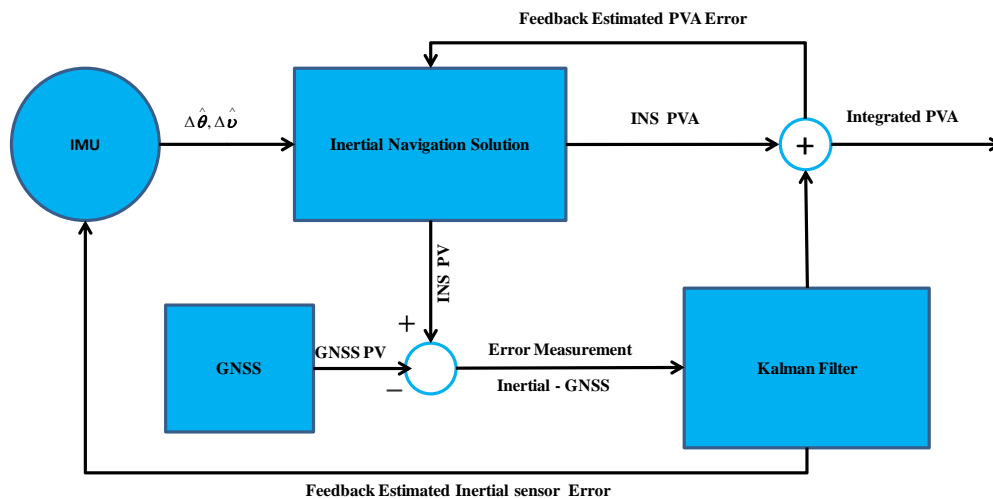 Feedback Estimated PVA Error
IMU
Δθ̂, Δυ̂
Inertial Navigation Solution
INS PVA
+
Integrated PVA
INS PV
+
GNSS
GNSS PV
−
Error Measurement
Inertial - GNSS
Kalman Filter
Feedback Estimated Inertial sensor Error